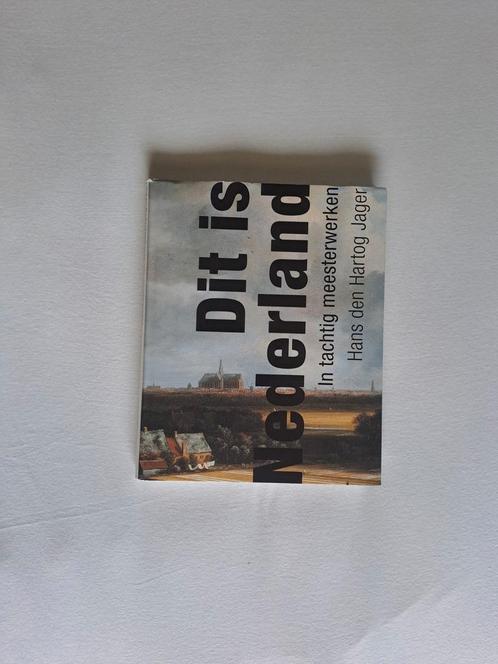 Dit is
Nederland
In tachtig meesterwerken
Hans den Hartog Jager